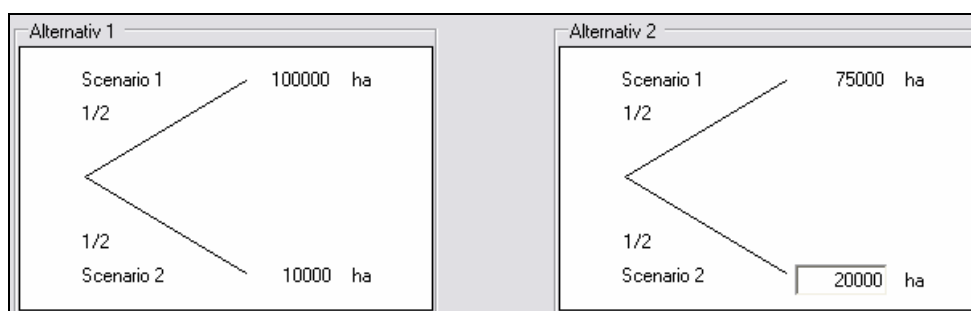 Alternativ 1
Scenario 1 100000 ha
1/2
1/2
Scenario 2 10000 ha
Alternativ 2
Scenario 1 75000 ha
1/2
1/2
Scenario 2 20000 ha